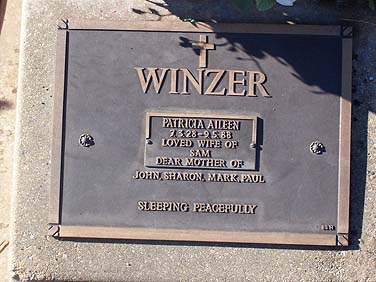 WINZER
PATRICIA AILEEN
7.3.28-9.5.88
LOVED WIFE OF
SAM
DEAR MOTHER OF
JOHN, SHARON, MARK, PAUL
SLEEPING PEACEFULLY